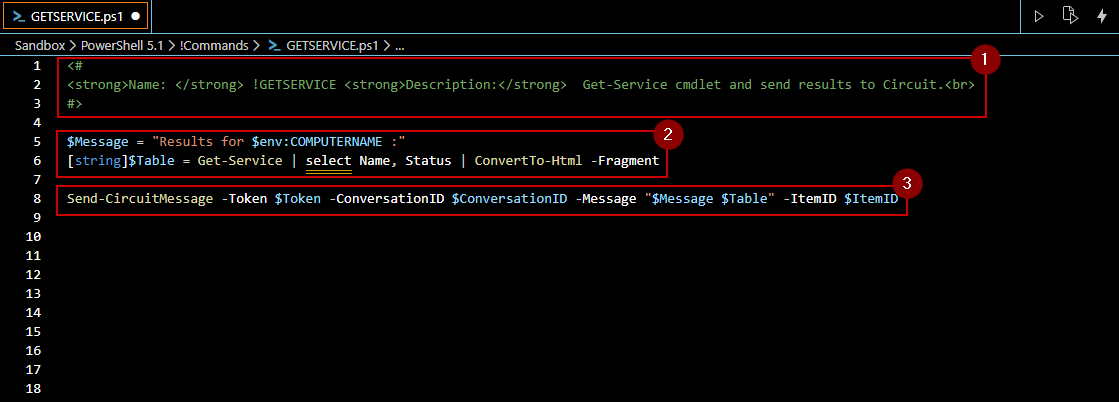 GETSERVICE.ps1
Sandbox > PowerShell 5.1 > !Commands > GETSERVICE.ps1 > ...
1 <#
1
2 <strong>Name: </strong> !GETSERVICE <strong>Description:</strong>  Get-Service cmdlet and send results to Circuit.<br>
3 #>
4
5 $Message = "Results for $env:COMPUTERNAME :"
2
6 [string]$Table = Get-Service | select Name, Status | ConvertTo-Html -Fragment
7
3
8 Send-CircuitMessage -Token $Token -ConversationID $ConversationID -Message "$Message $Table" -ItemID $ItemID
9
10
11
12
13
14
15
16
17
18